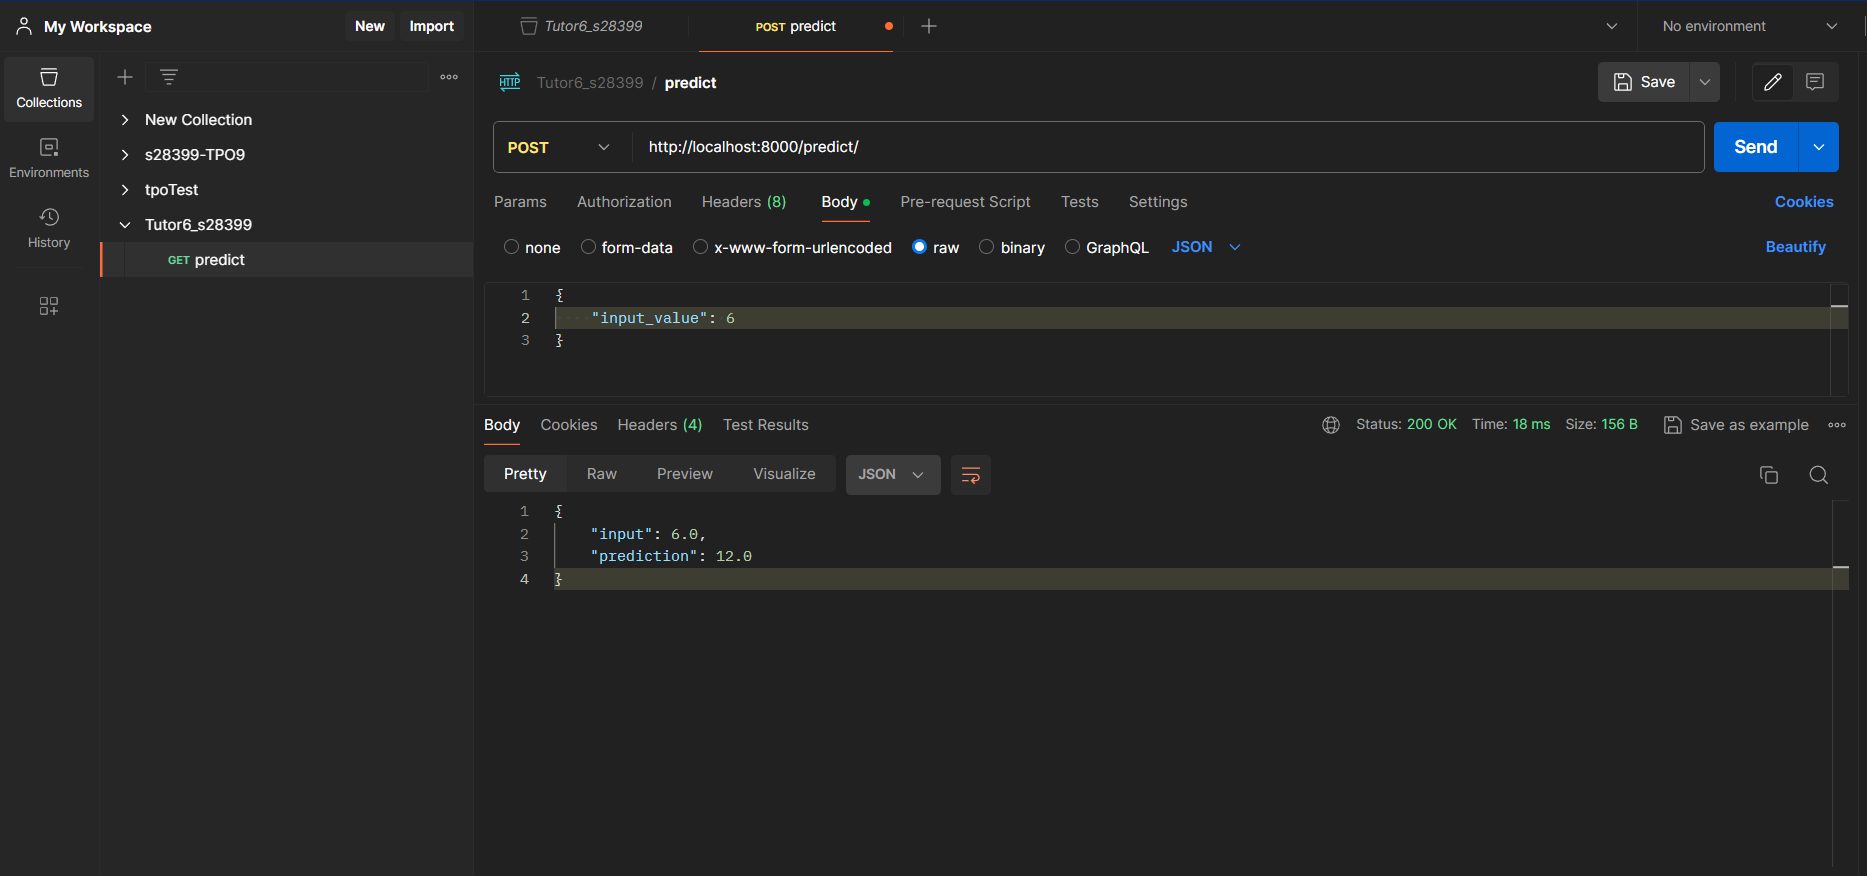 My Workspace
New
Import
Tutor6_s28399
POST predict
No environment
Collections
Environments
History
New Collection
s28399-TPO9
tpoTest
Tutor6_s28399
GET predict
HTTP
Tutor6_s28399 / predict
Save
POST
http://localhost:8000/predict/
Send
Params
Authorization
Headers (8)
Body
Pre-request Script
Tests
Settings
Cookies
none
form-data
x-www-form-urlencoded
raw
binary
GraphQL
JSON
Beautify
1 {
2 "input_value": 6
3 }
Body
Cookies
Headers (4)
Test Results
Status: 200 OK
Time: 18 ms
Size: 156 B
Save as example
Pretty
Raw
Preview
Visualize
JSON
1 {
2 "input": 6.0,
3 "prediction": 12.0
4 }